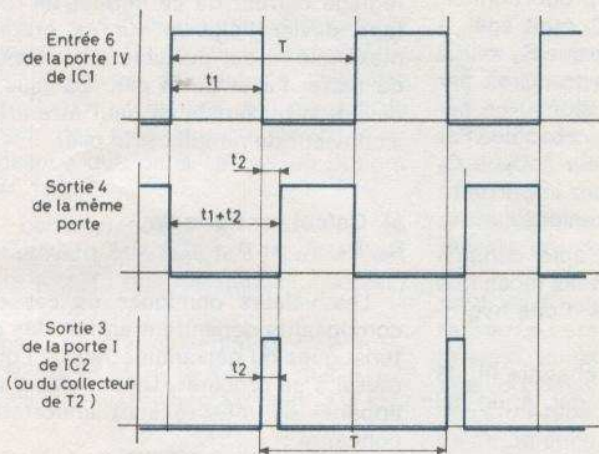 Entrée 6
de la porte IV
de IC1
T
t1
t2
Sortie 4
de la même
porte
t1+t2
Sortie 3
de la porte I
de IC2
(ou du collecteur
de T2)
t2
T